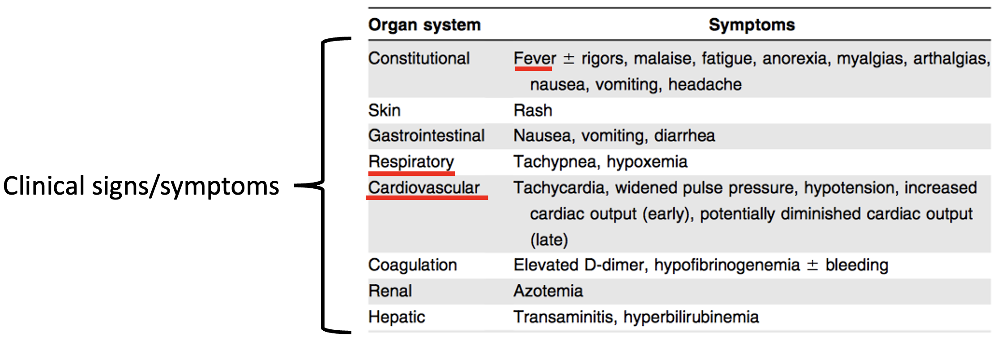 Organ system Symptoms
Constitutional Fever ± rigors, malaise, fatigue, anorexia, myalgias, arthalgias,
nausea, vomiting, headache
Skin Rash
Gastrointestinal Nausea, vomiting, diarrhea
Respiratory Tachypnea, hypoxemia
Clinical signs/symptoms
Cardiovascular Tachycardia, widened pulse pressure, hypotension, increased
cardiac output (early), potentially diminished cardiac output
(late)
Coagulation Elevated D-dimer, hypofibrinogenemia ± bleeding
Renal Azotemia
Hepatic Transaminitis, hyperbilirubinemia